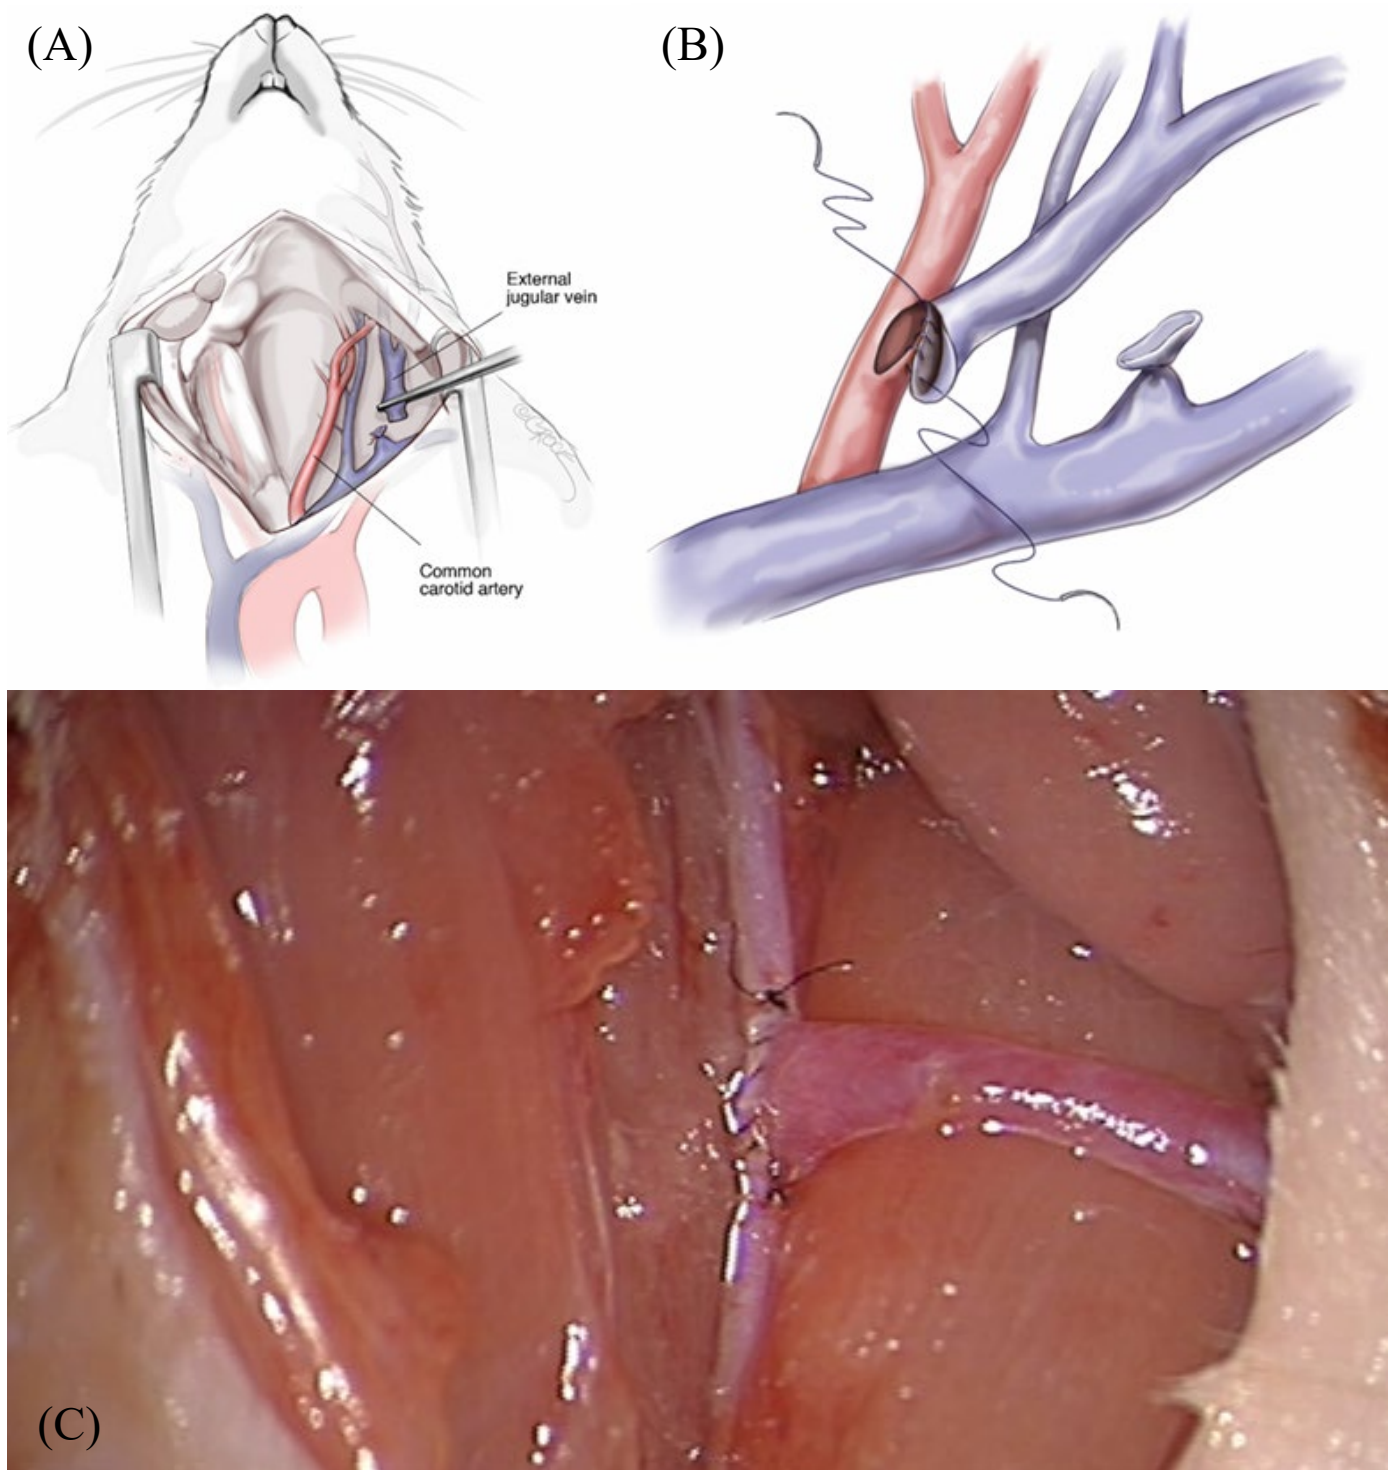 (A)
(B)
External
jugular vein
Common
carotid artery
(C)